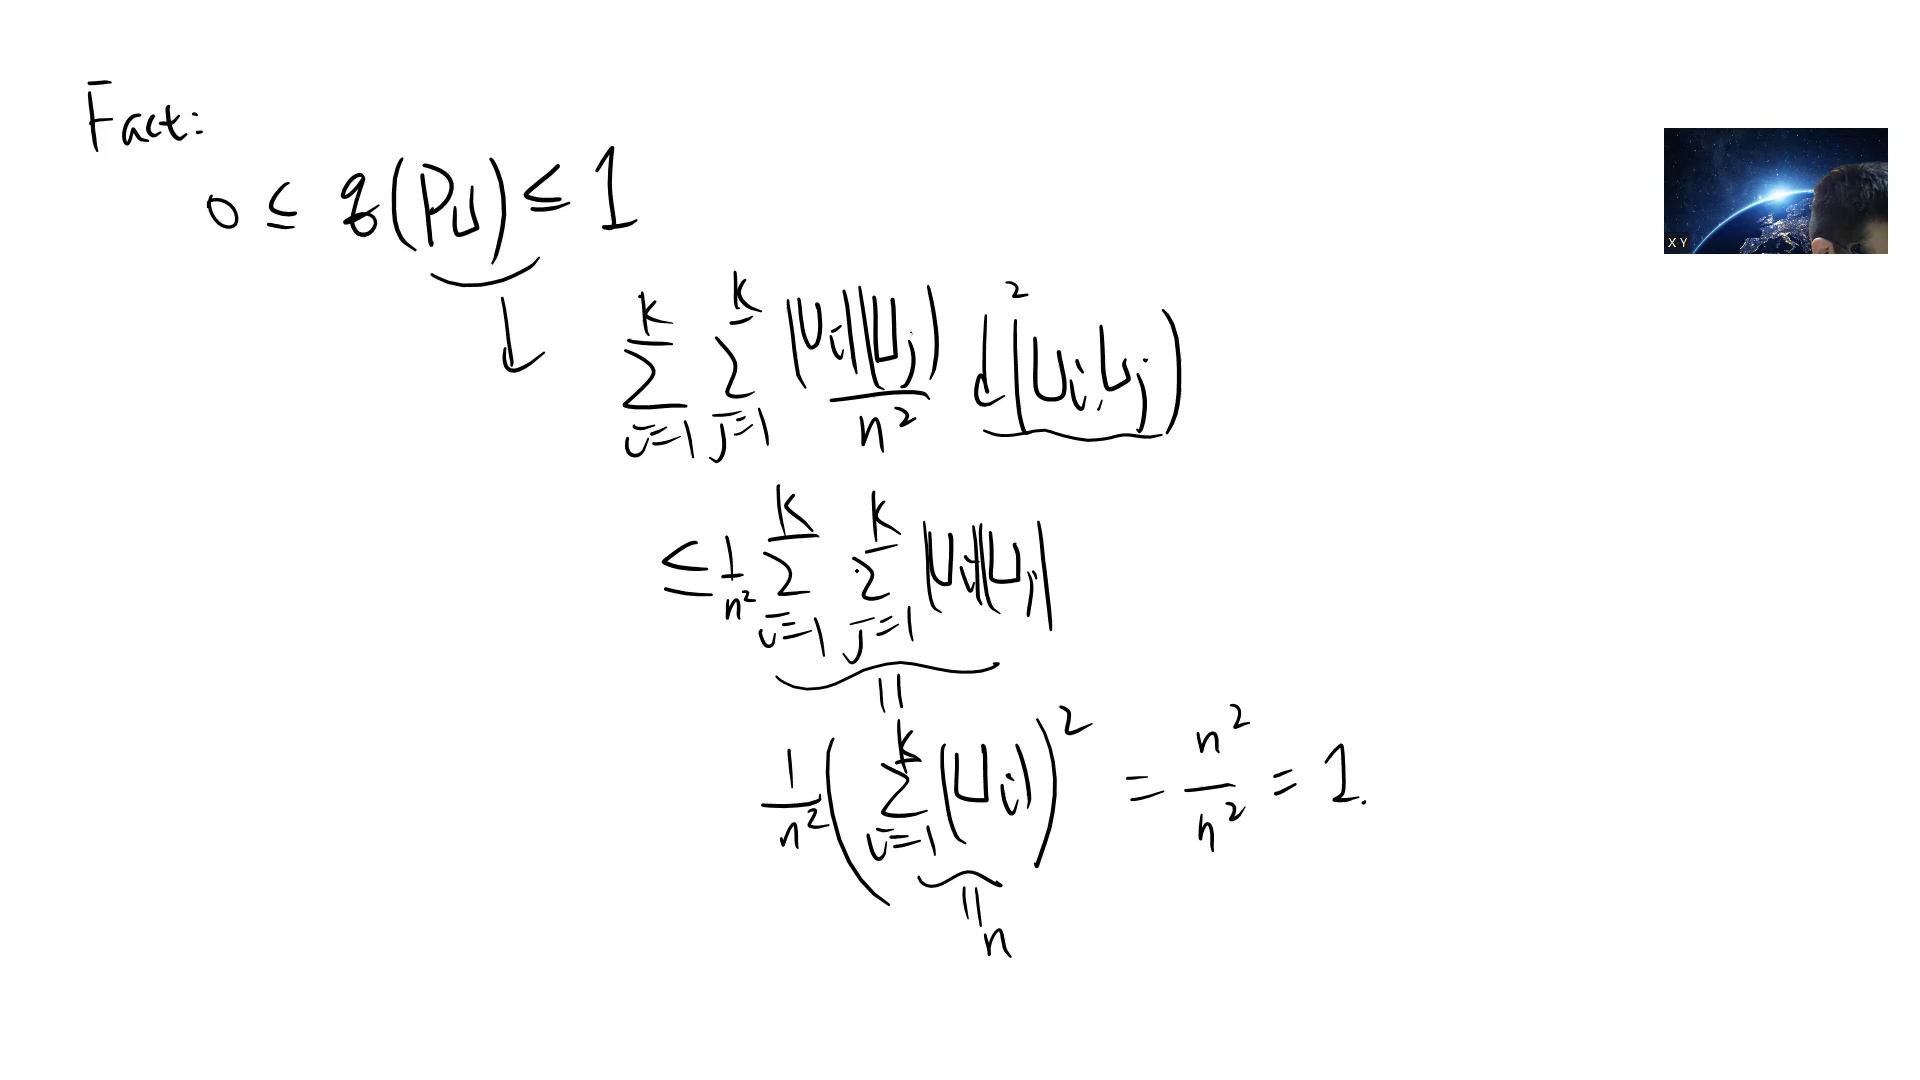 Fact:
0 ≤ q(P_U) ≤ 1
↓ ∑_{i=1}^{k} ∑_{j=1}^{k} |U_i||U_j| / n² d²(U_i, U_j)
≤ 1/n² ∑_{i=1}^{k} ∑_{j=1}^{k} |U_i||U_j|
=
1/n² (∑_{i=1}^{k} |U_i|)² = n²/n² = 1.
= n
X Y